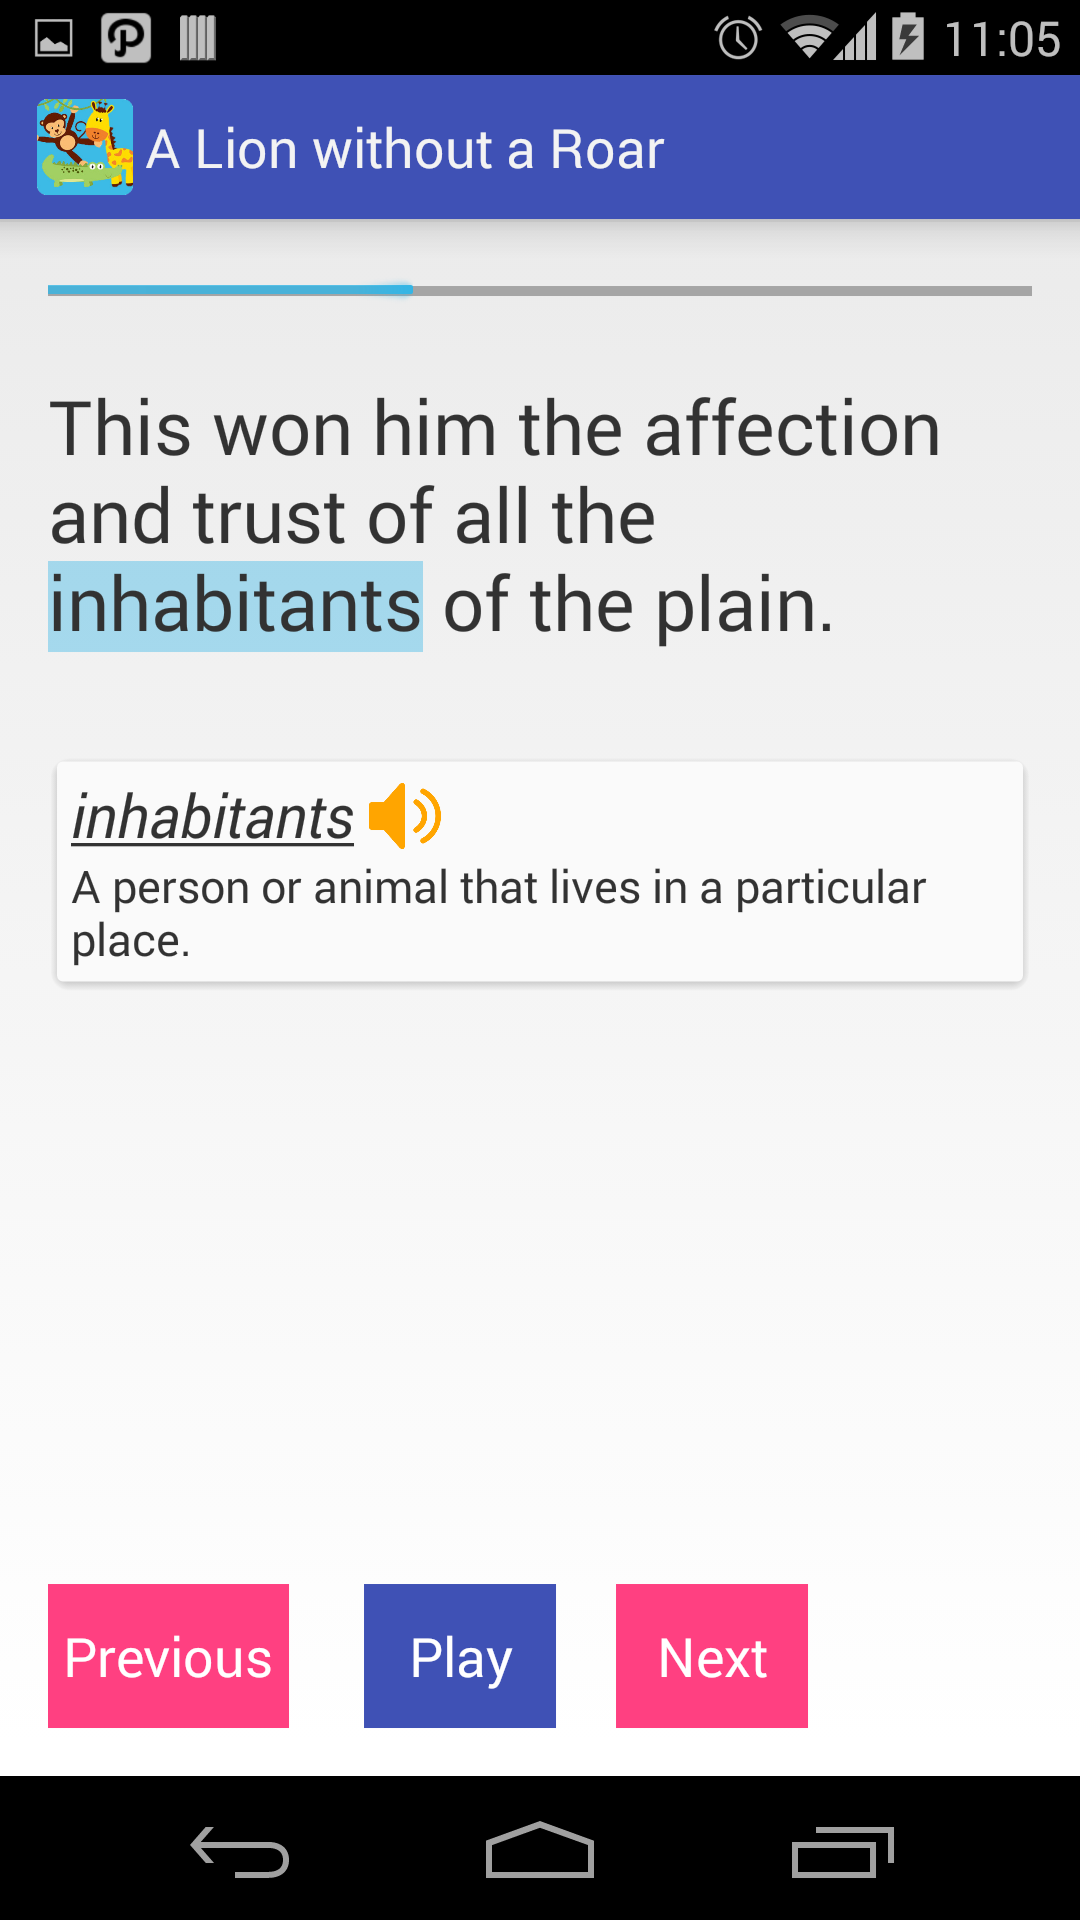 11:05
A Lion without a Roar
This won him the affection
and trust of all the
inhabitants of the plain.
inhabitants
A person or animal that lives in a particular
place.
Previous Play Next